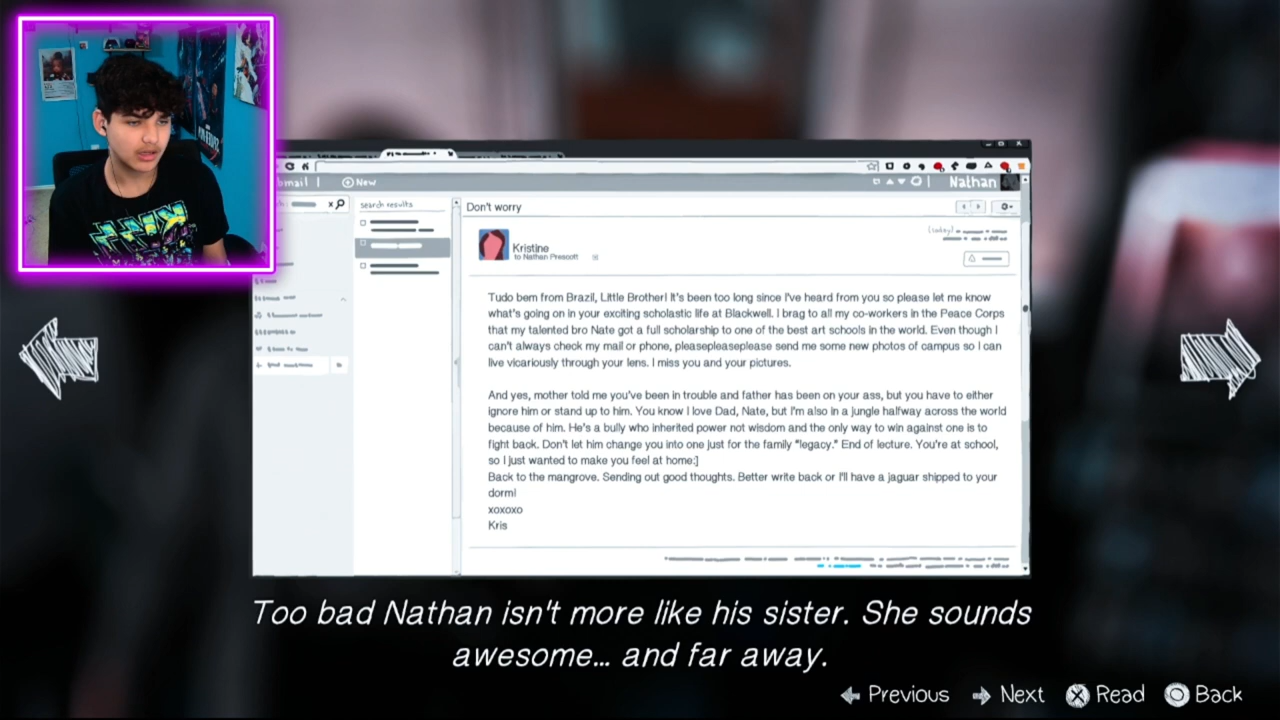 New
Nathan
search results
Don't worry
Kristine
to Nathan Prescott
(today)
Tudo bem from Brazil, Little Brother! It's been too long since I've heard from you so please let me know
what's going on in your exciting scholastic life at Blackwell. I brag to all my co-workers in the Peace Corps
that my talented bro Nate got a full scholarship to one of the best art schools in the world. Even though I
can't always check my mail or phone, pleasepleaseplease send me some new photos of campus so I can
live vicariously through your lens. I miss you and your pictures.
And yes, mother told me you've been in trouble and father has been on your ass, but you have to either
ignore him or stand up to him. You know I love Dad, Nate, but I'm also in a jungle halfway across the world
because of him. He's a bully who inherited power not wisdom and the only way to win against one is to
fight back. Don't let him change you into one just for the family "legacy." End of lecture. You're at school,
so I just wanted to make you feel at home:]
Back to the mangrove. Sending out good thoughts. Better write back or I'll have a jaguar shipped to your
dorm!
xoxoxo
Kris
Too bad Nathan isn't more like his sister. She sounds
awesome... and far away.
Previous Next Read Back